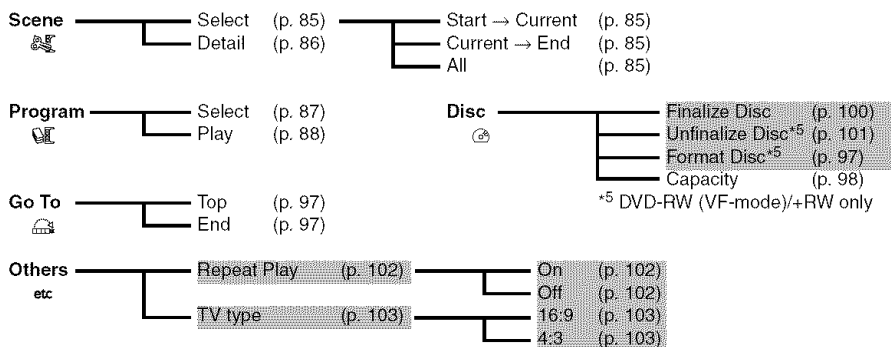 Scene Select (p. 85) Start → Current (p. 85)
Detail (p. 86) Current → End (p. 85)
All (p. 85)
Program Select (p. 87) Disc Finalize Disc (p. 100)
Play (p. 88) Unfinalize Disc*5 (p. 101)
Format Disc*5 (p. 97)
Capacity (p. 98)
*5 DVD-RW (VF-mode)/+RW only
Go To Top (p. 97)
End (p. 97)
Others Repeat Play (p. 102) On (p. 102)
etc Off (p. 102)
TV type (p. 103) 16:9 (p. 103)
4:3 (p. 103)